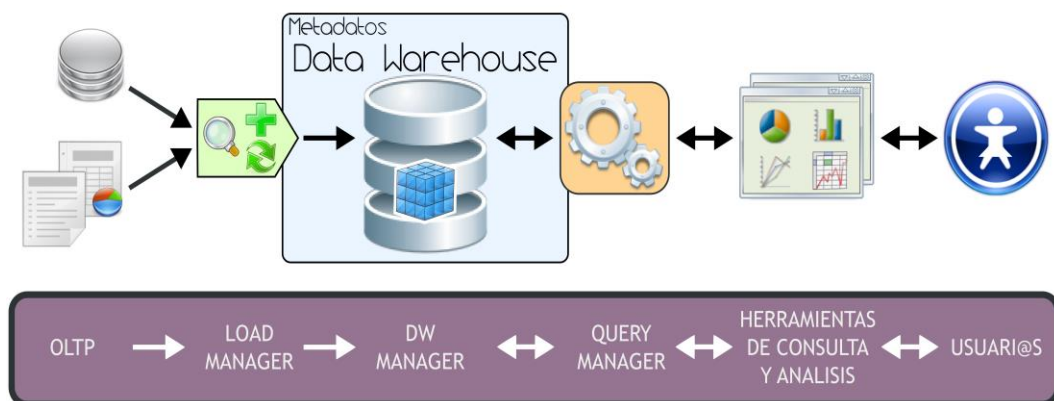 Metadatos
Data Warehouse
OLTP
LOAD
MANAGER
DW
MANAGER
QUERY
MANAGER
HERRAMIENTAS
DE CONSULTA
Y ANALISIS
USUARI@S